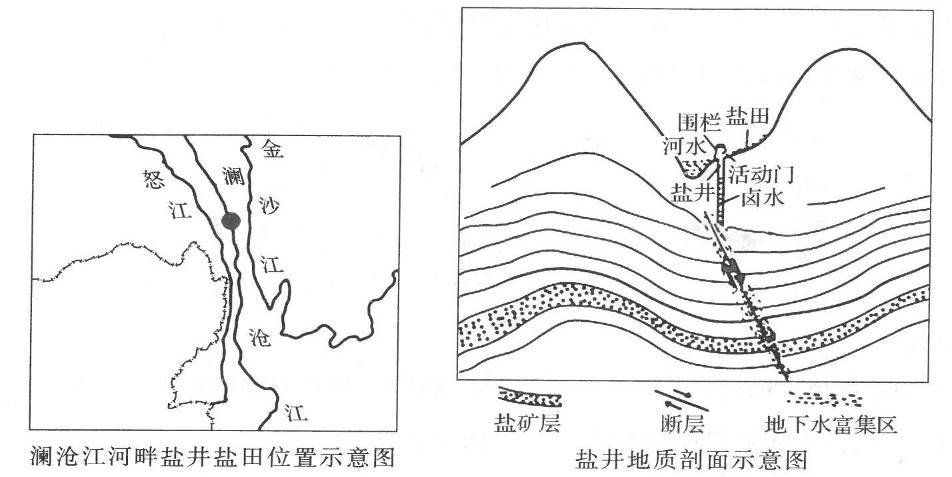 怒江
澜沧江
金沙江
澜沧江河畔盐井盐田位置示意图
围栏
盐田
河水
盐井
活动门
卤水
盐矿层
断层
地下水富集区
盐井地质剖面示意图